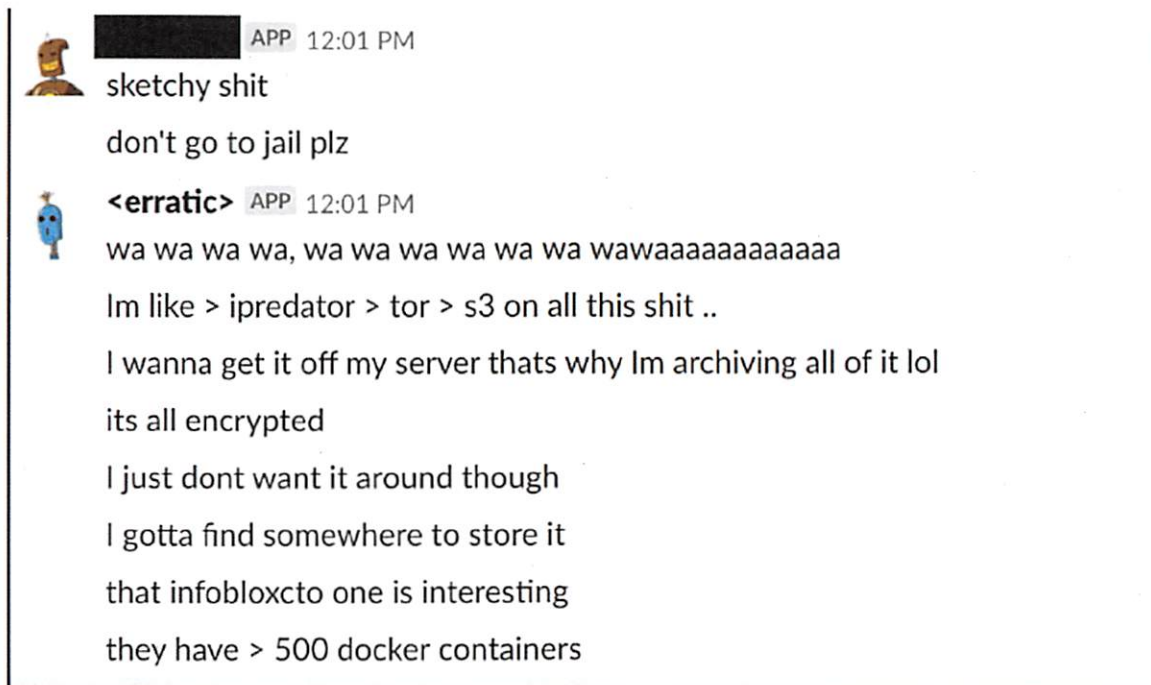 APP 12:01 PM
sketchy shit
don't go to jail plz
<erratic> APP 12:01 PM
wa wa wa wa, wa wa wa wa wa wa wawaaaaaaaaaaaa
Im like > ipredator > tor > s3 on all this shit ..
I wanna get it off my server thats why Im archiving all of it lol
its all encrypted
I just dont want it around though
I gotta find somewhere to store it
that infobloxcto one is interesting
they have > 500 docker containers